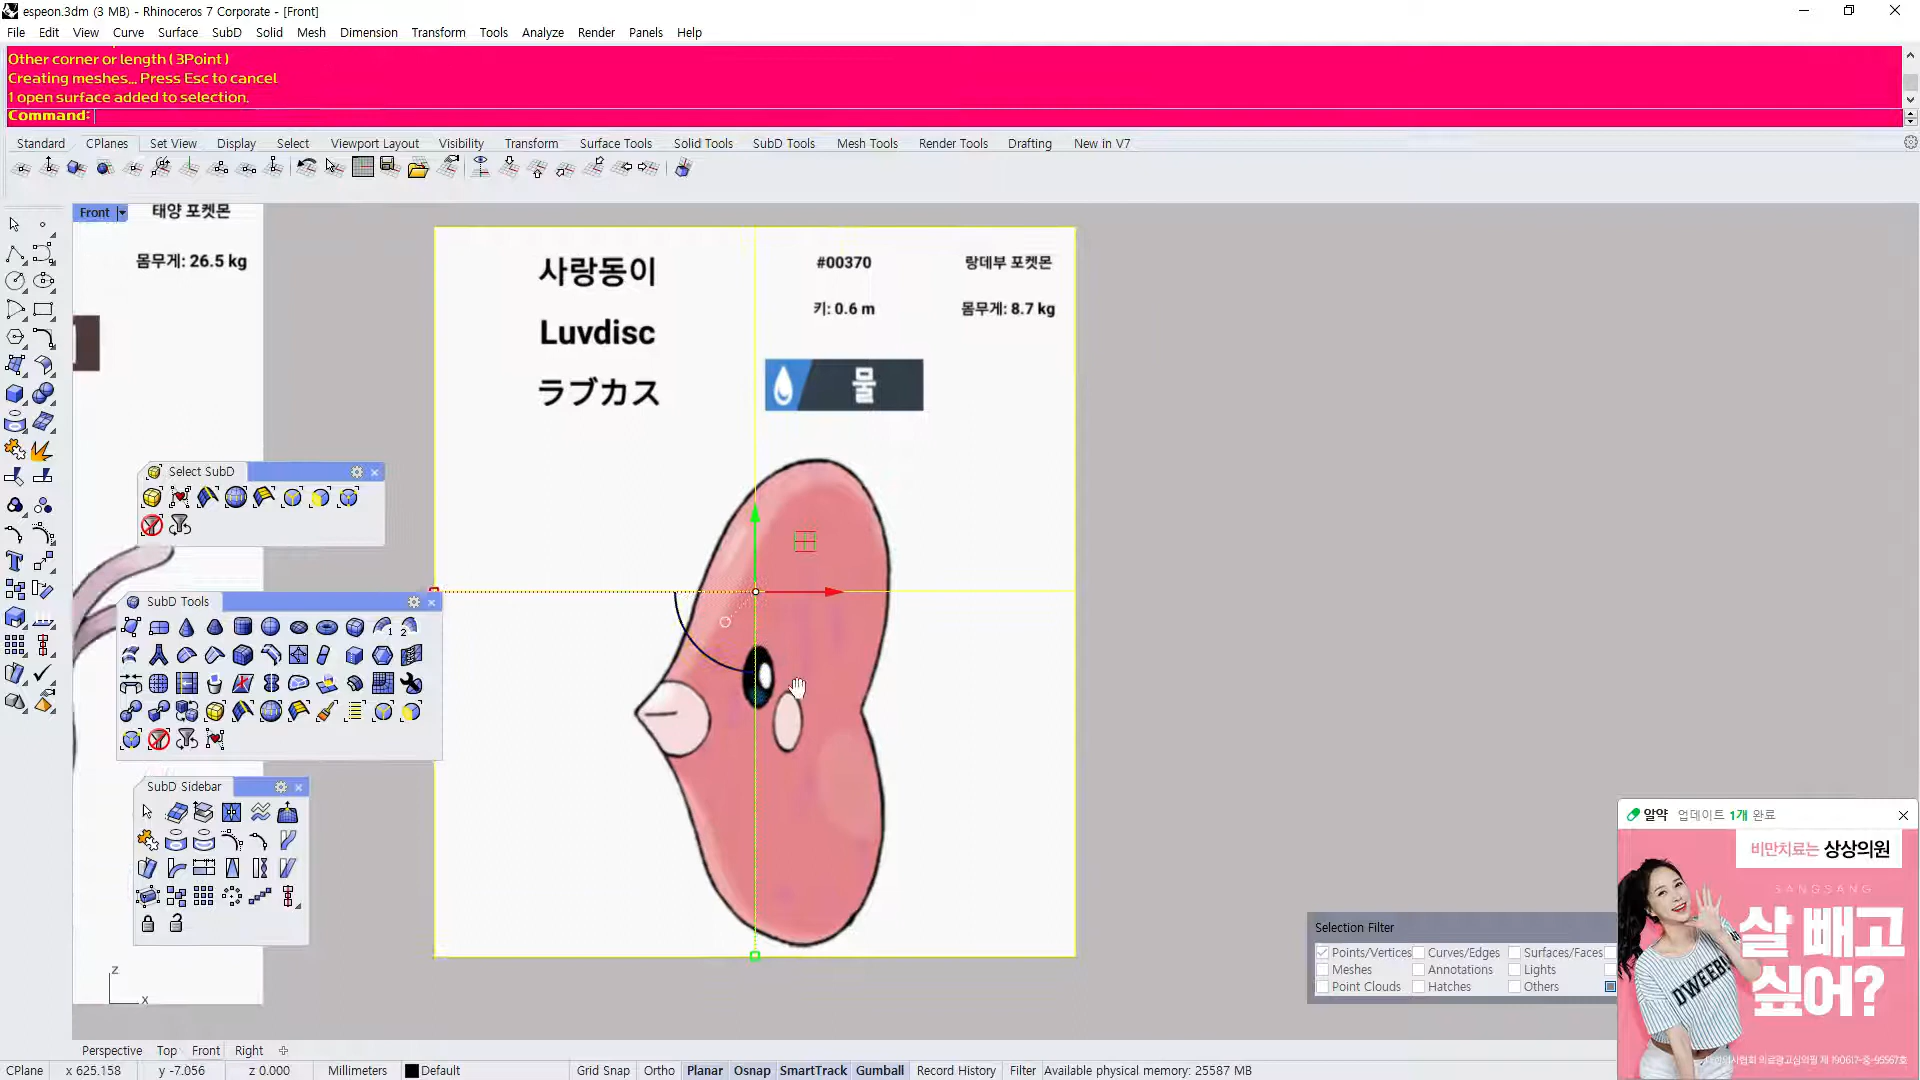 espeon.3dm (3 MB) - Rhinoceros 7 Corporate - [Front]
File Edit View Curve Surface SubD Solid Mesh Dimension Transform Tools Analyze Render Panels Help
Other corner or length ( 3Point )
Creating meshes... Press Esc to cancel
1 open surface added to selection.
Command:
Standard CPlanes Set View Display Select Viewport Layout Visibility Transform Surface Tools Solid Tools SubD Tools Mesh Tools Render Tools Drafting New in V7
Front
태양 포켓몬
몸무게: 26.5 kg
사랑동이
#00370
랑데부 포켓몬
키: 0.6 m
몸무게: 8.7 kg
Luvdisc
ラブカス
물
Select SubD
SubD Tools
1
2
SubD Sidebar
z
x
Selection Filter
Points/Vertices Curves/Edges Surfaces/Faces
Meshes Annotations Lights
Point Clouds Hatches Others
알약 업데이트 1개 완료
비만치료는 상상의원
SANGSANG
살 빼고
싶어?
DWEEB!
Perspective Top Front Right
CPlane x 625.158 y -7.056 z 0.000 Millimeters Default Grid Snap Ortho Planar Osnap SmartTrack Gumball Record History Filter Available physical memory: 25587 MB